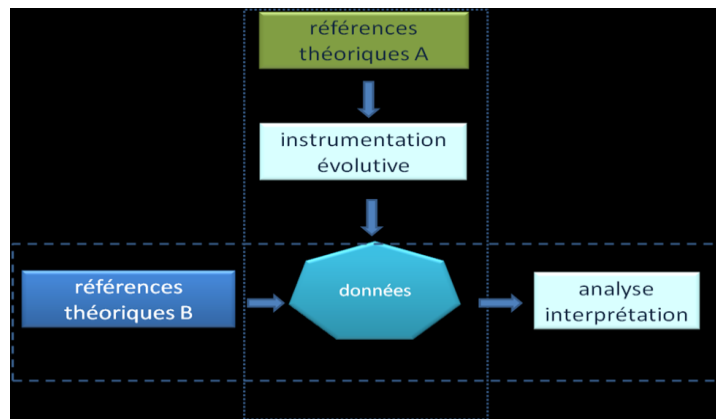 références
théoriques A
instrumentation
évolutive
références
théoriques B
données
analyse
interprétation